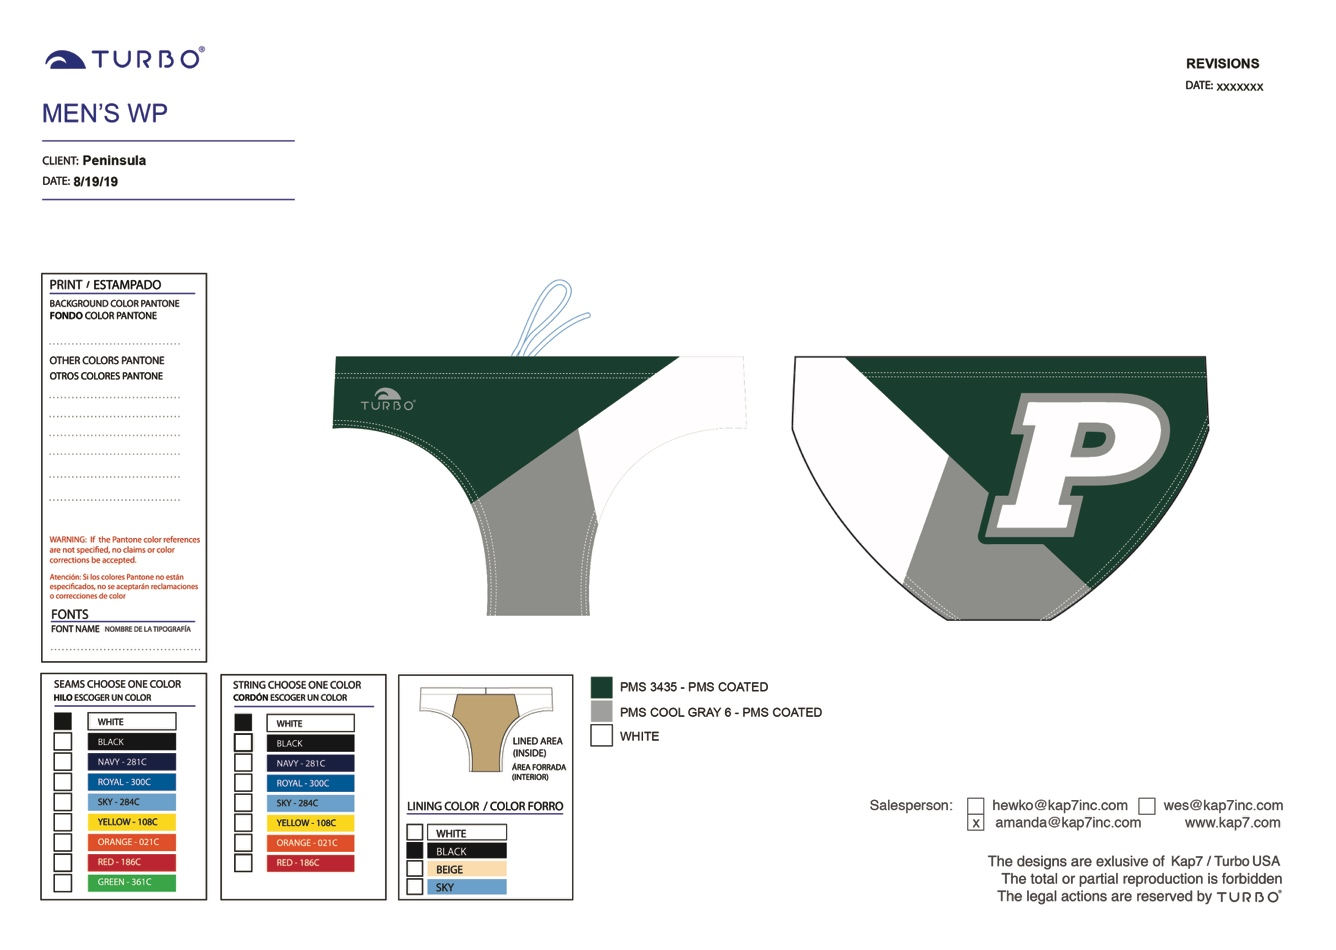 TURBO®
MEN'S WP
CLIENT: Peninsula
DATE: 8/19/19
REVISIONS
DATE: xxxxxxx
PRINT / ESTAMPADO
BACKGROUND COLOR PANTONE
FONDO COLOR PANTONE
OTHER COLORS PANTONE
OTROS COLORES PANTONE
WARNING: If the Pantone color references
are not specified, no claims or color
corrections be accepted.
Atención: Si los colores Pantone no están
especificados, no se aceptarán reclamaciones
o correcciones de color
FONTS
FONT NAME NOMBRE DE LA TIPOGRAFÍA
TURBO®
P
SEAMS CHOOSE ONE COLOR
HILO ESCOGER UN COLOR
WHITE
BLACK
NAVY - 281C
ROYAL - 300C
SKY - 284C
YELLOW - 108C
ORANGE - 021C
RED - 186C
GREEN - 361C
STRING CHOOSE ONE COLOR
CORDÓN ESCOGER UN COLOR
WHITE
BLACK
NAVY - 281C
ROYAL - 300C
SKY - 284C
YELLOW - 108C
ORANGE - 021C
RED - 186C
LINED AREA
(INSIDE)
ÁREA FORRADA
(INTERIOR)
LINING COLOR / COLOR FORRO
WHITE
BLACK
BEIGE
SKY
PMS 3435 - PMS COATED
PMS COOL GRAY 6 - PMS COATED
WHITE
Salesperson: hewko@kap7inc.com wes@kap7inc.com
x amanda@kap7inc.com www.kap7.com
The designs are exlusive of Kap7 / Turbo USA
The total or partial reproduction is forbidden
The legal actions are reserved by TURBO®